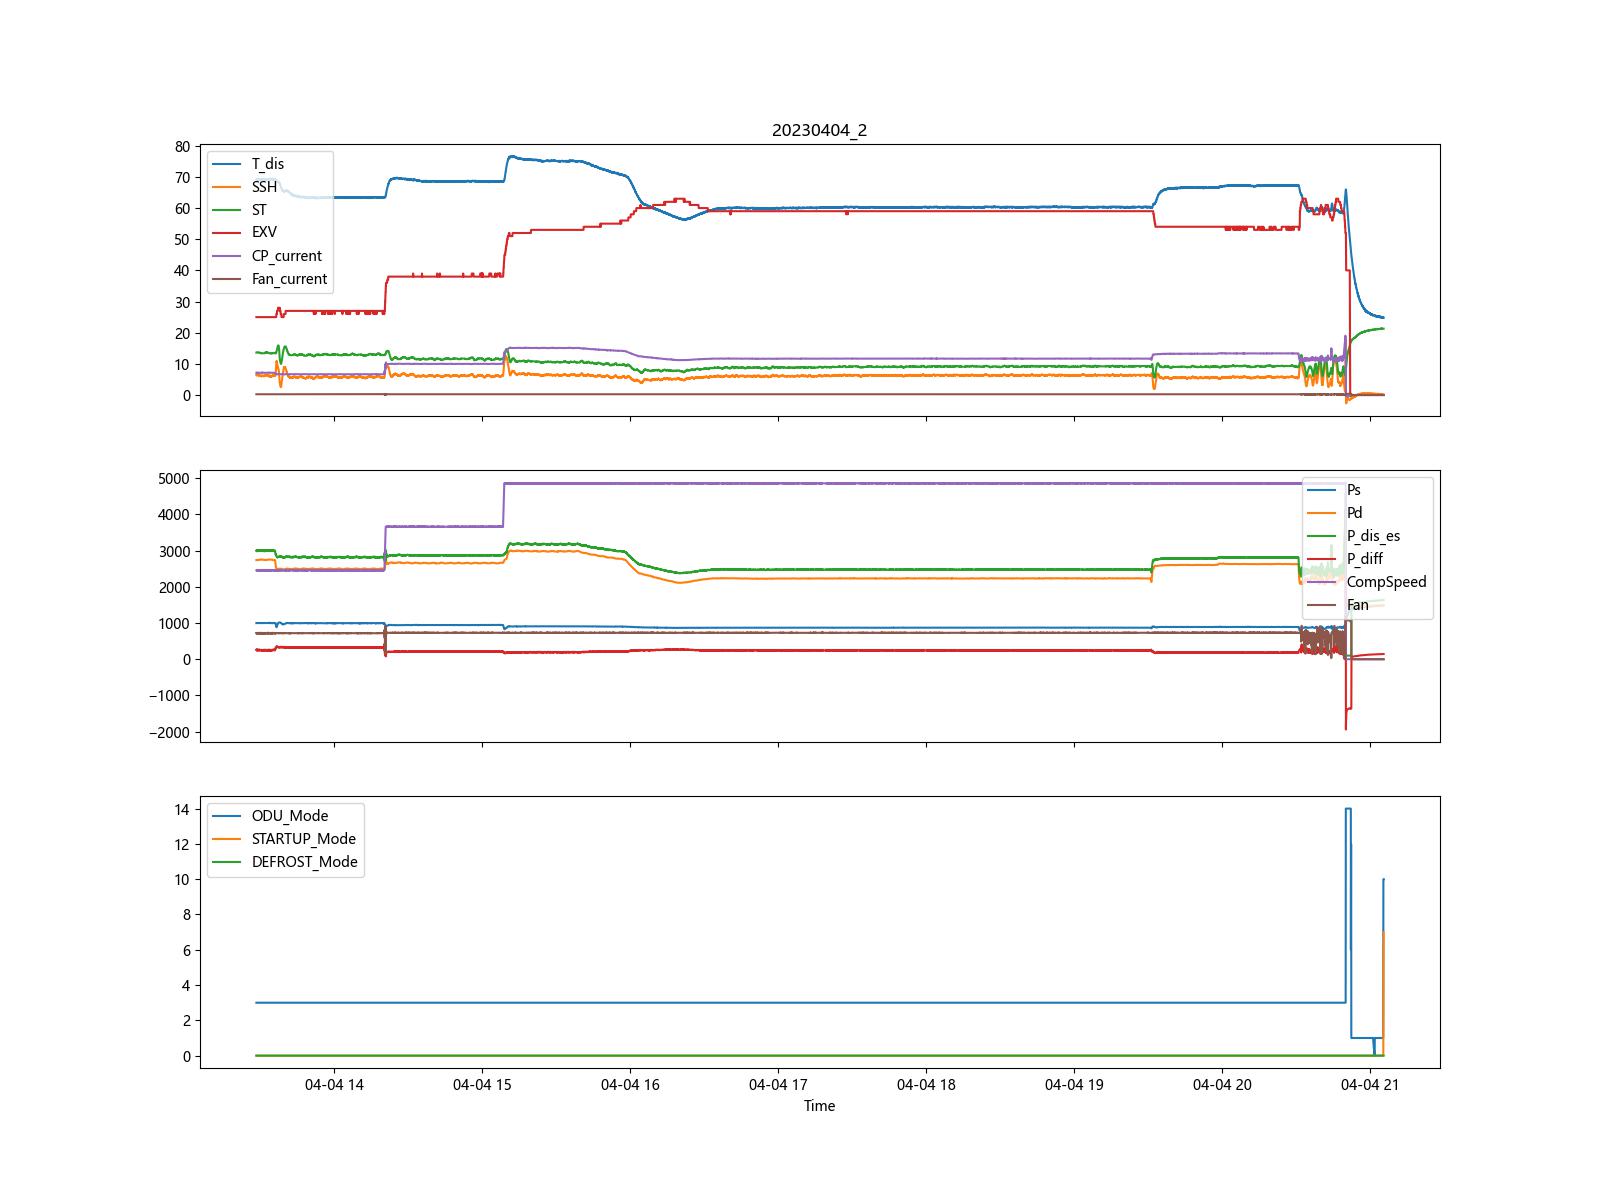 20230404_2
80
70
60
50
40
30
20
10
0
T_dis
SSH
ST
EXV
CP_current
Fan_current
5000
4000
3000
2000
1000
0
−1000
−2000
Ps
Pd
P_dis_es
P_diff
CompSpeed
Fan
14
12
10
8
6
4
2
0
ODU_Mode
STARTUP_Mode
DEFROST_Mode
04-04 14 04-04 15 04-04 16 04-04 17 04-04 18 04-04 19 04-04 20 04-04 21
Time